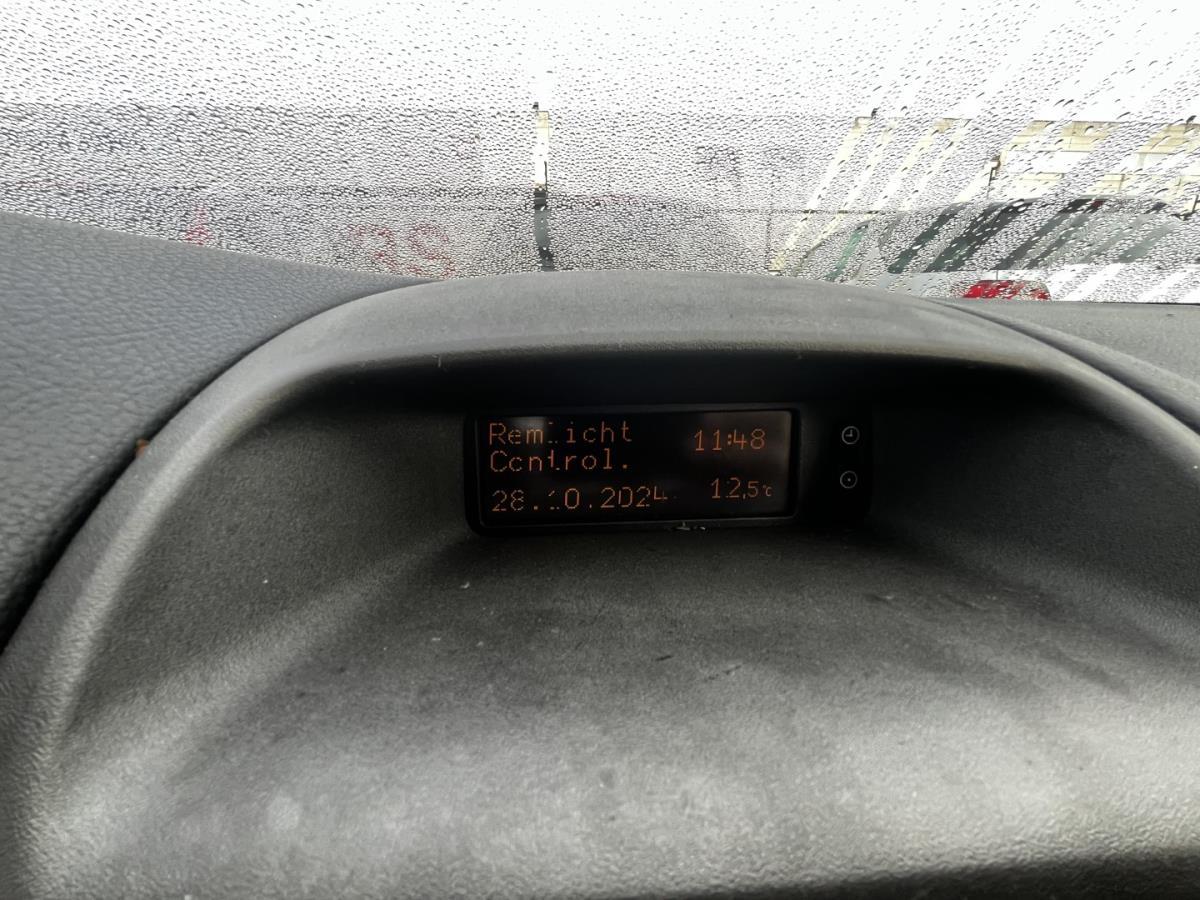 Remlicht
Control.
11:48
28.10.2024
12,5°C